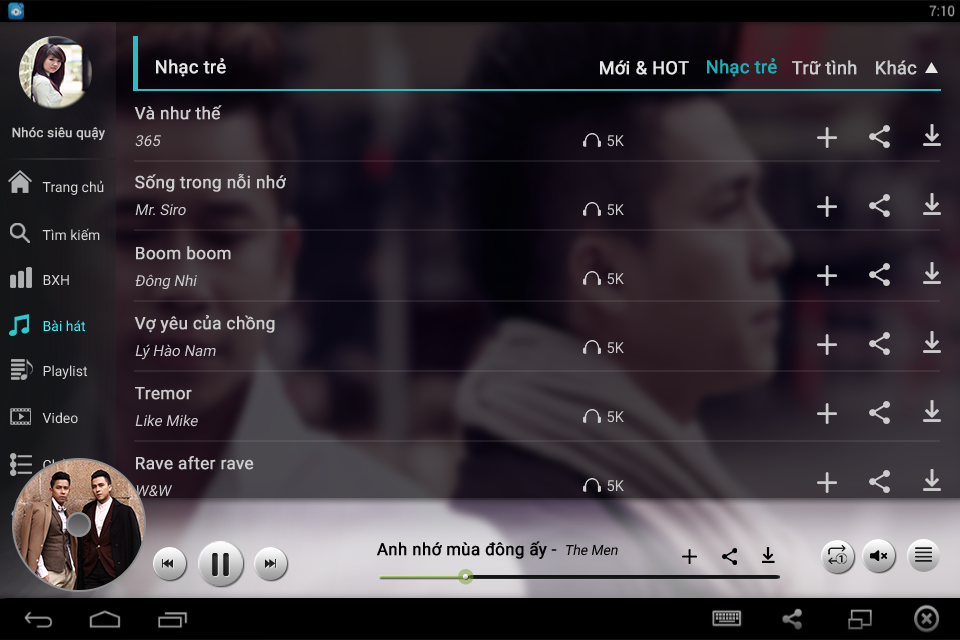 7:10
Nhóc siêu quậy
Trang chủ
Tìm kiếm
BXH
Bài hát
Playlist
Video
Nhạc trẻ
Mới & HOT Nhạc trẻ Trữ tình Khác
Và như thế
365
5K
Sống trong nỗi nhớ
Mr. Siro
5K
Boom boom
Đông Nhi
5K
Vợ yêu của chồng
Lý Hào Nam
5K
Tremor
Like Mike
5K
Rave after rave
W&W
5K
Anh nhớ mùa đông ấy - The Men
1